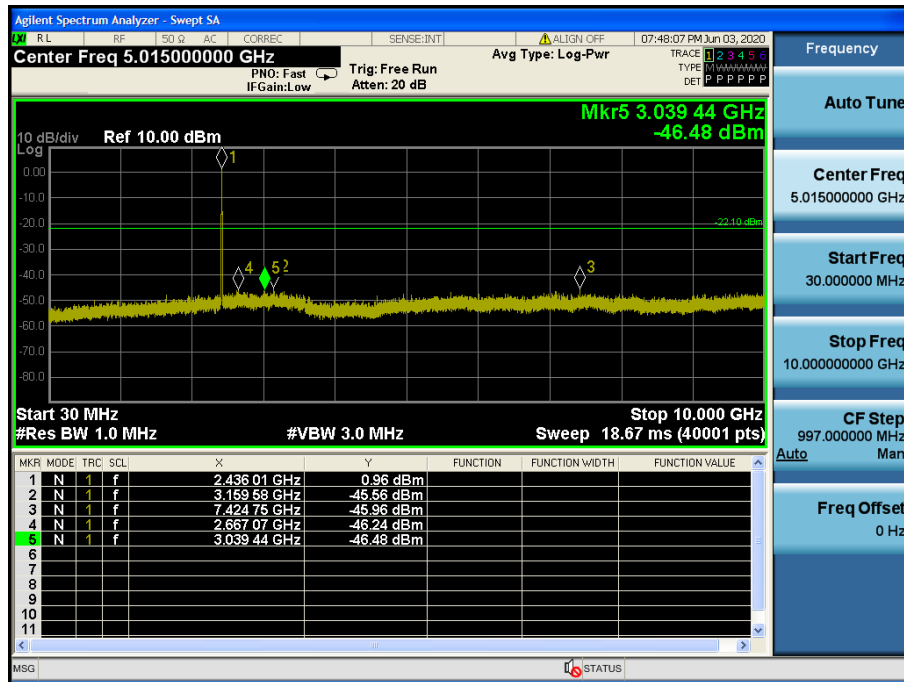 Agilent Spectrum Analyzer - Swept SA
LXI RL RF 50 Ω AC CORREC SENSE:INT ALIGN OFF 07:48:07 PM Jun 03, 2020
Center Freq 5.015000000 GHz
PNO: Fast
IFGain:Low
Trig: Free Run
Atten: 20 dB
Avg Type: Log-Pwr
TRACE 1 2 3 4 5 6
TYPE MWWWWW
DET P P P P P P
Mkr5 3.039 44 GHz
-46.48 dBm
10 dB/div Ref 10.00 dBm
Log
0.00
-10.0
-20.0
-30.0
-40.0
-50.0
-60.0
-70.0
-80.0
-22.10 dBm
1
4
5
2
3
Start 30 MHz Stop 10.000 GHz
#Res BW 1.0 MHz #VBW 3.0 MHz Sweep 18.67 ms (40001 pts)
MKR MODE TRC SCL X Y FUNCTION FUNCTION WIDTH FUNCTION VALUE
1 N 1 f 2.436 01 GHz 0.96 dBm
2 N 1 f 3.159 58 GHz -45.56 dBm
3 N 1 f 7.424 75 GHz -45.96 dBm
4 N 1 f 2.667 07 GHz -46.24 dBm
5 N 1 f 3.039 44 GHz -46.48 dBm
6
7
8
9
10
11
MSG STATUS
Frequency
Auto Tune
Center Freq
5.015000000 GHz
Start Freq
30.000000 MHz
Stop Freq
10.000000000 GHz
CF Step
997.000000 MHz
Auto Man
Freq Offset
0 Hz